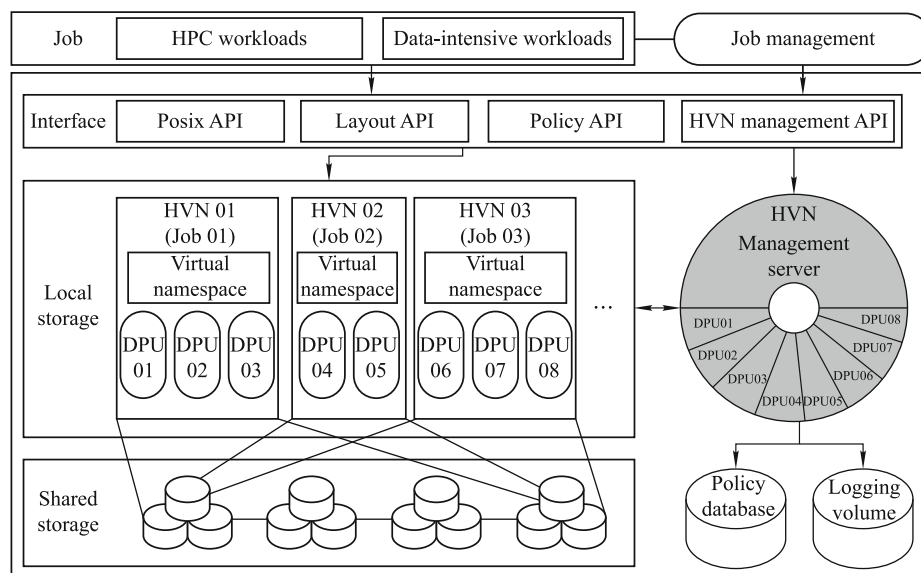 Job
HPC workloads
Data-intensive workloads
Job management
Interface
Posix API
Layout API
Policy API
HVN management API
Local
storage
HVN 01
(Job 01)
Virtual
namespace
DPU
01
DPU
02
DPU
03
HVN 02
(Job 02)
Virtual
namespace
DPU
04
DPU
05
HVN 03
(Job 03)
Virtual
namespace
DPU
06
DPU
07
DPU
08
...
HVN
Management
server
DPU01
DPU02
DPU03
DPU04
DPU05
DPU06
DPU07
DPU08
Shared
storage
Policy
database
Logging
volume